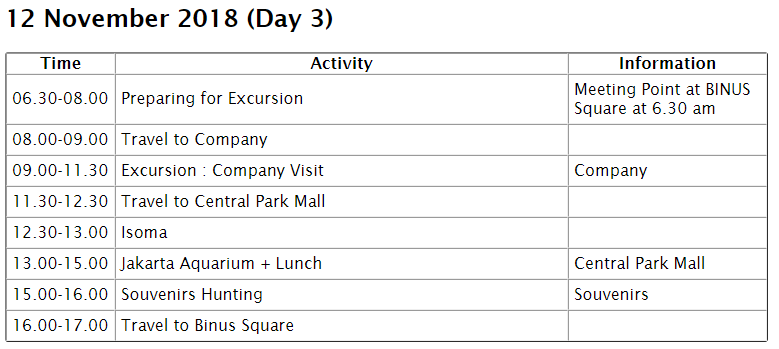 12 November 2018 (Day 3)
Time Activity Information
06.30-08.00 Preparing for Excursion Meeting Point at BINUS
Square at 6.30 am
08.00-09.00 Travel to Company
09.00-11.30 Excursion : Company Visit Company
11.30-12.30 Travel to Central Park Mall
12.30-13.00 Isoma
13.00-15.00 Jakarta Aquarium + Lunch Central Park Mall
15.00-16.00 Souvenirs Hunting Souvenirs
16.00-17.00 Travel to Binus Square